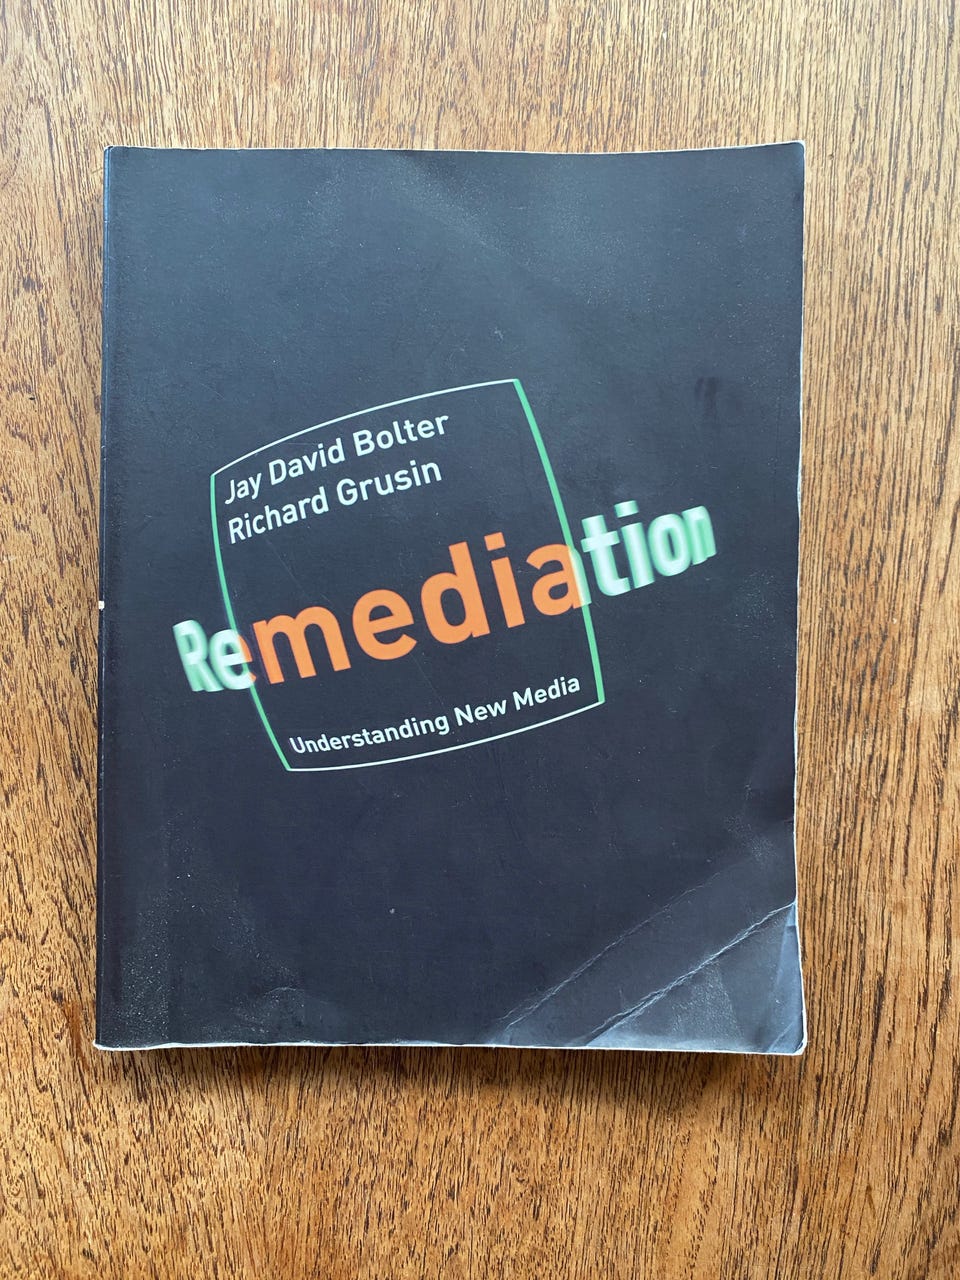 Jay David Bolter
Richard Grusin
Remediation
Understanding New Media